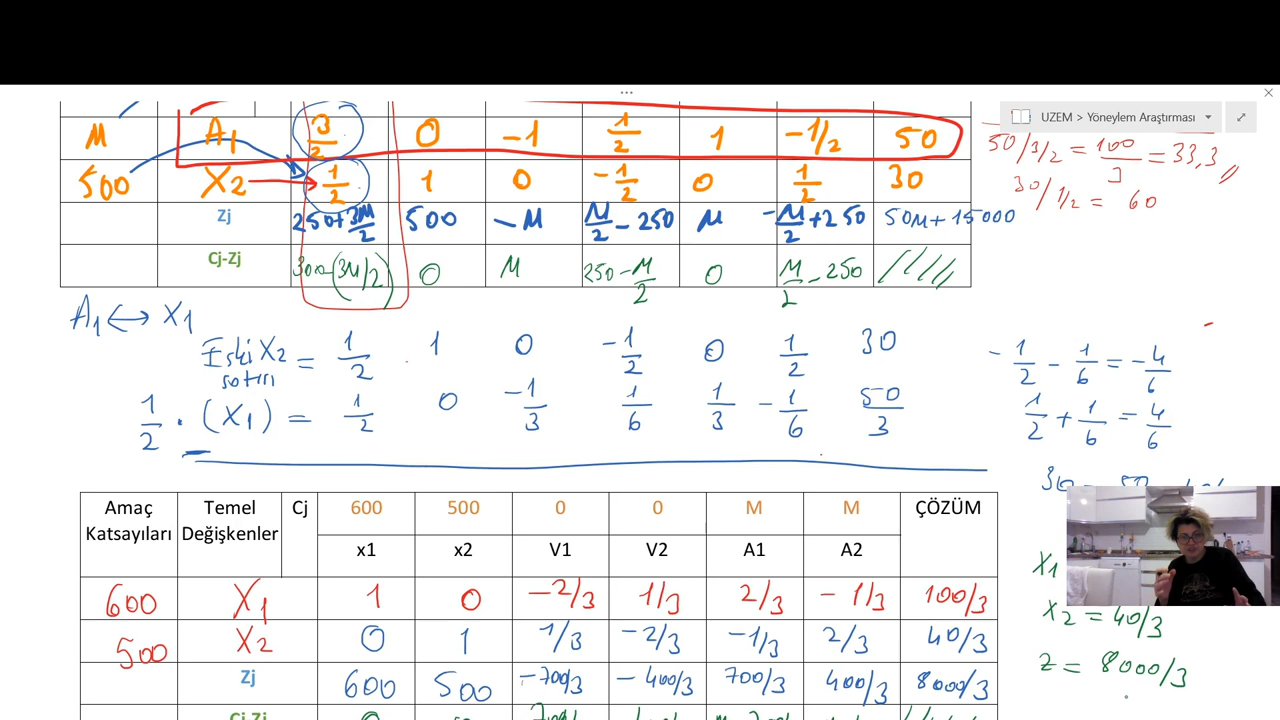 UZEM > Yöneylem Araştırması
M A1 3/2 0 -1 1/2 1 -1/2 50
500 X2 1/2 1 0 -1/2 0 1/2 30
Zj 250+3M/2 500 -M M/2-250 M -M/2+250 50M+15000
Cj-Zj 300-(3M/2) 0 M 250-M/2 0 M/2-250
50/3/2 = 100/3 = 33,3
30/1/2 = 60
A1 ↔ X1
Eski X2 satırı = 1/2 1 0 -1/2 0 1/2 30
1/2 . (X1) = 1/2 0 -1/3 1/6 1/3 -1/6 50/3
-1/2 - 1/6 = -4/6
1/2 + 1/6 = 4/6
Amaç Katsayıları Temel Değişkenler Cj 600 500 0 0 M M ÇÖZÜM
x1 x2 V1 V2 A1 A2
600 X1 1 0 -2/3 1/3 2/3 -1/3 100/3
500 X2 0 1 1/3 -2/3 -1/3 2/3 40/3
Zj 600 500 -700/3 -400/3 700/3 400/3 8000/3
Cj-Zj
X1
X2 = 40/3
Z = 8000/3